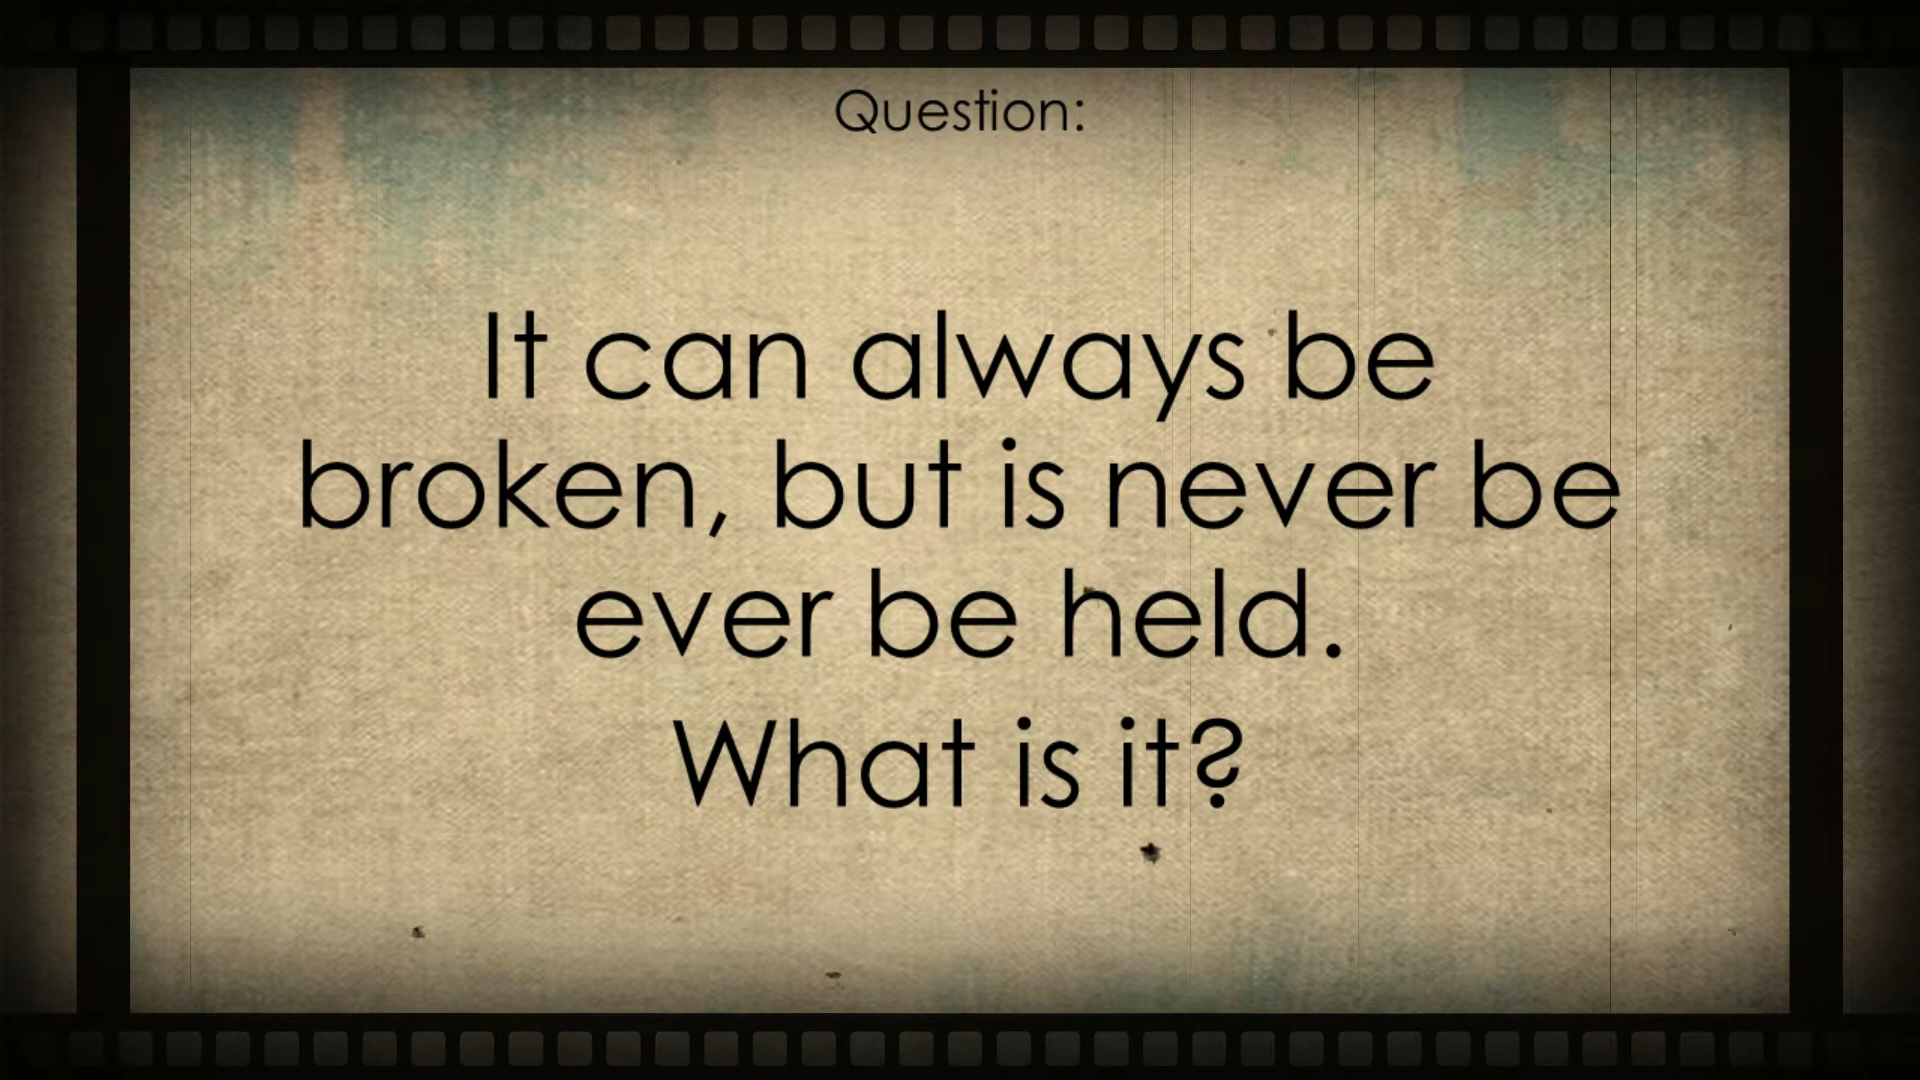 Question:
It can always be
broken, but is never be
ever be held.
What is it?